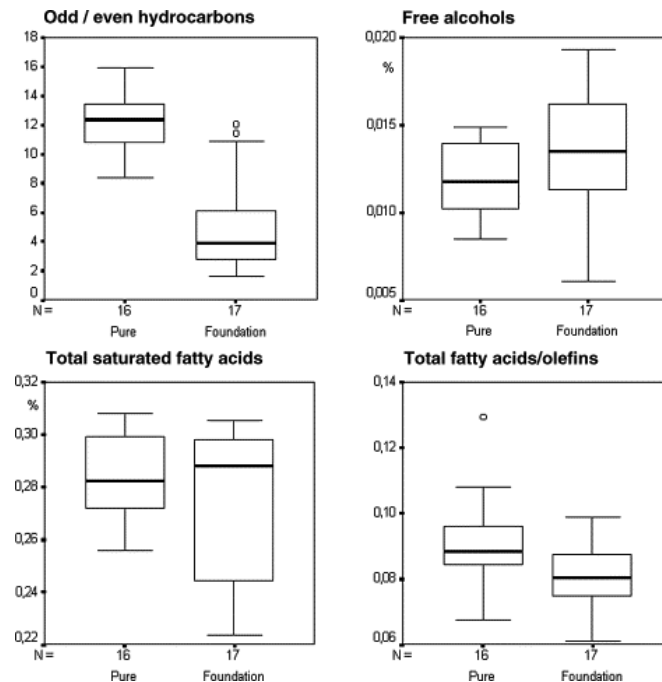 Odd / even hydrocarbons
18
16
14
12
10
8
6
4
2
0
N = 16 17
Pure Foundation
Free alcohols
0,020
%
0,015
0,010
0,005
N = 16 17
Pure Foundation
Total saturated fatty acids
0,32
%
0,30
0,28
0,26
0,24
0,22
N = 16 17
Pure Foundation
Total fatty acids/olefins
0,14
0,12
0,10
0,08
0,06
N = 16 17
Pure Foundation